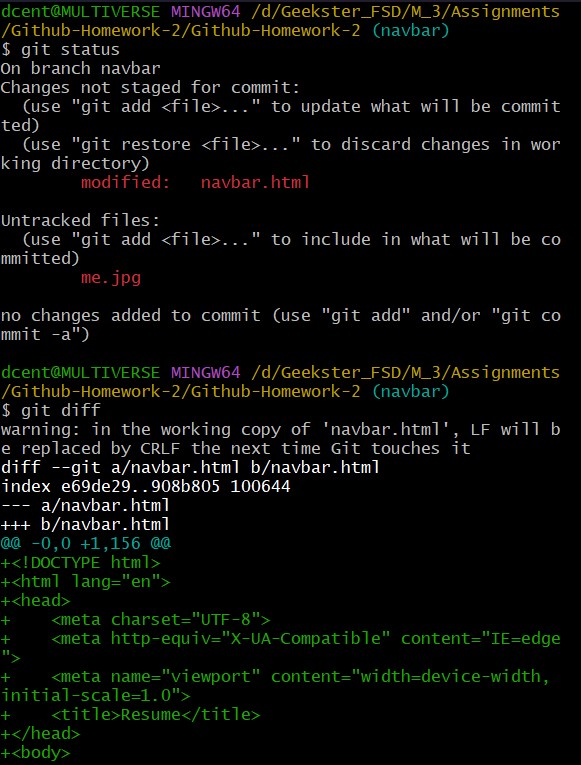 dcent@MULTIVERSE MINGW64 /d/Geekster_FSD/M_3/Assignments
/Github-Homework-2/Github-Homework-2 (navbar)
$ git status
On branch navbar
Changes not staged for commit:
  (use "git add <file>..." to update what will be commit
ted)
  (use "git restore <file>..." to discard changes in wor
king directory)
        modified:   navbar.html

Untracked files:
  (use "git add <file>..." to include in what will be co
mmitted)
        me.jpg

no changes added to commit (use "git add" and/or "git co
mmit -a")

dcent@MULTIVERSE MINGW64 /d/Geekster_FSD/M_3/Assignments
/Github-Homework-2/Github-Homework-2 (navbar)
$ git diff
warning: in the working copy of 'navbar.html', LF will b
e replaced by CRLF the next time Git touches it
diff --git a/navbar.html b/navbar.html
index e69de29..908b805 100644
--- a/navbar.html
+++ b/navbar.html
@@ -0,0 +1,156 @@
+<!DOCTYPE html>
+<html lang="en">
+<head>
+    <meta charset="UTF-8">
+    <meta http-equiv="X-UA-Compatible" content="IE=edge
">
+    <meta name="viewport" content="width=device-width, 
initial-scale=1.0">
+    <title>Resume</title>
+</head>
+<body>